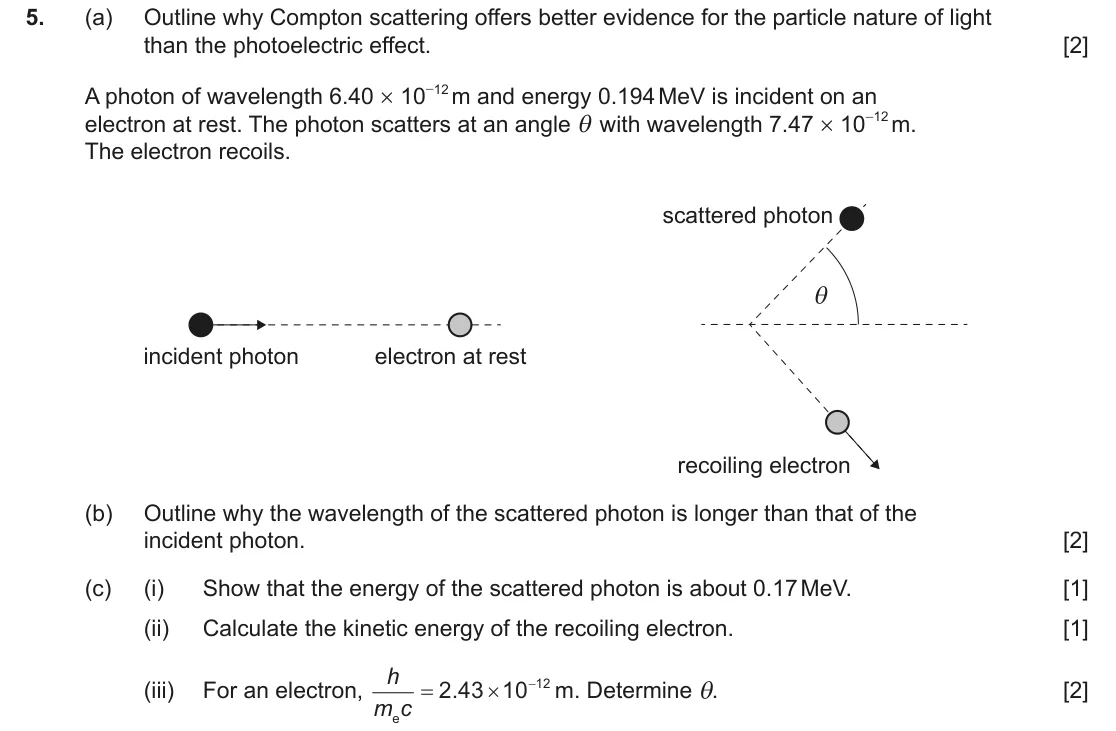 5. (a) Outline why Compton scattering offers better evidence for the particle nature of light
than the photoelectric effect. [2]
A photon of wavelength 6.40 × 10⁻¹² m and energy 0.194 MeV is incident on an
electron at rest. The photon scatters at an angle θ with wavelength 7.47 × 10⁻¹² m.
The electron recoils.
scattered photon
θ
incident photon electron at rest
recoiling electron
(b) Outline why the wavelength of the scattered photon is longer than that of the
incident photon. [2]
(c) (i) Show that the energy of the scattered photon is about 0.17 MeV. [1]
(ii) Calculate the kinetic energy of the recoiling electron. [1]
(iii) For an electron, h/mₑc = 2.43 × 10⁻¹² m. Determine θ. [2]